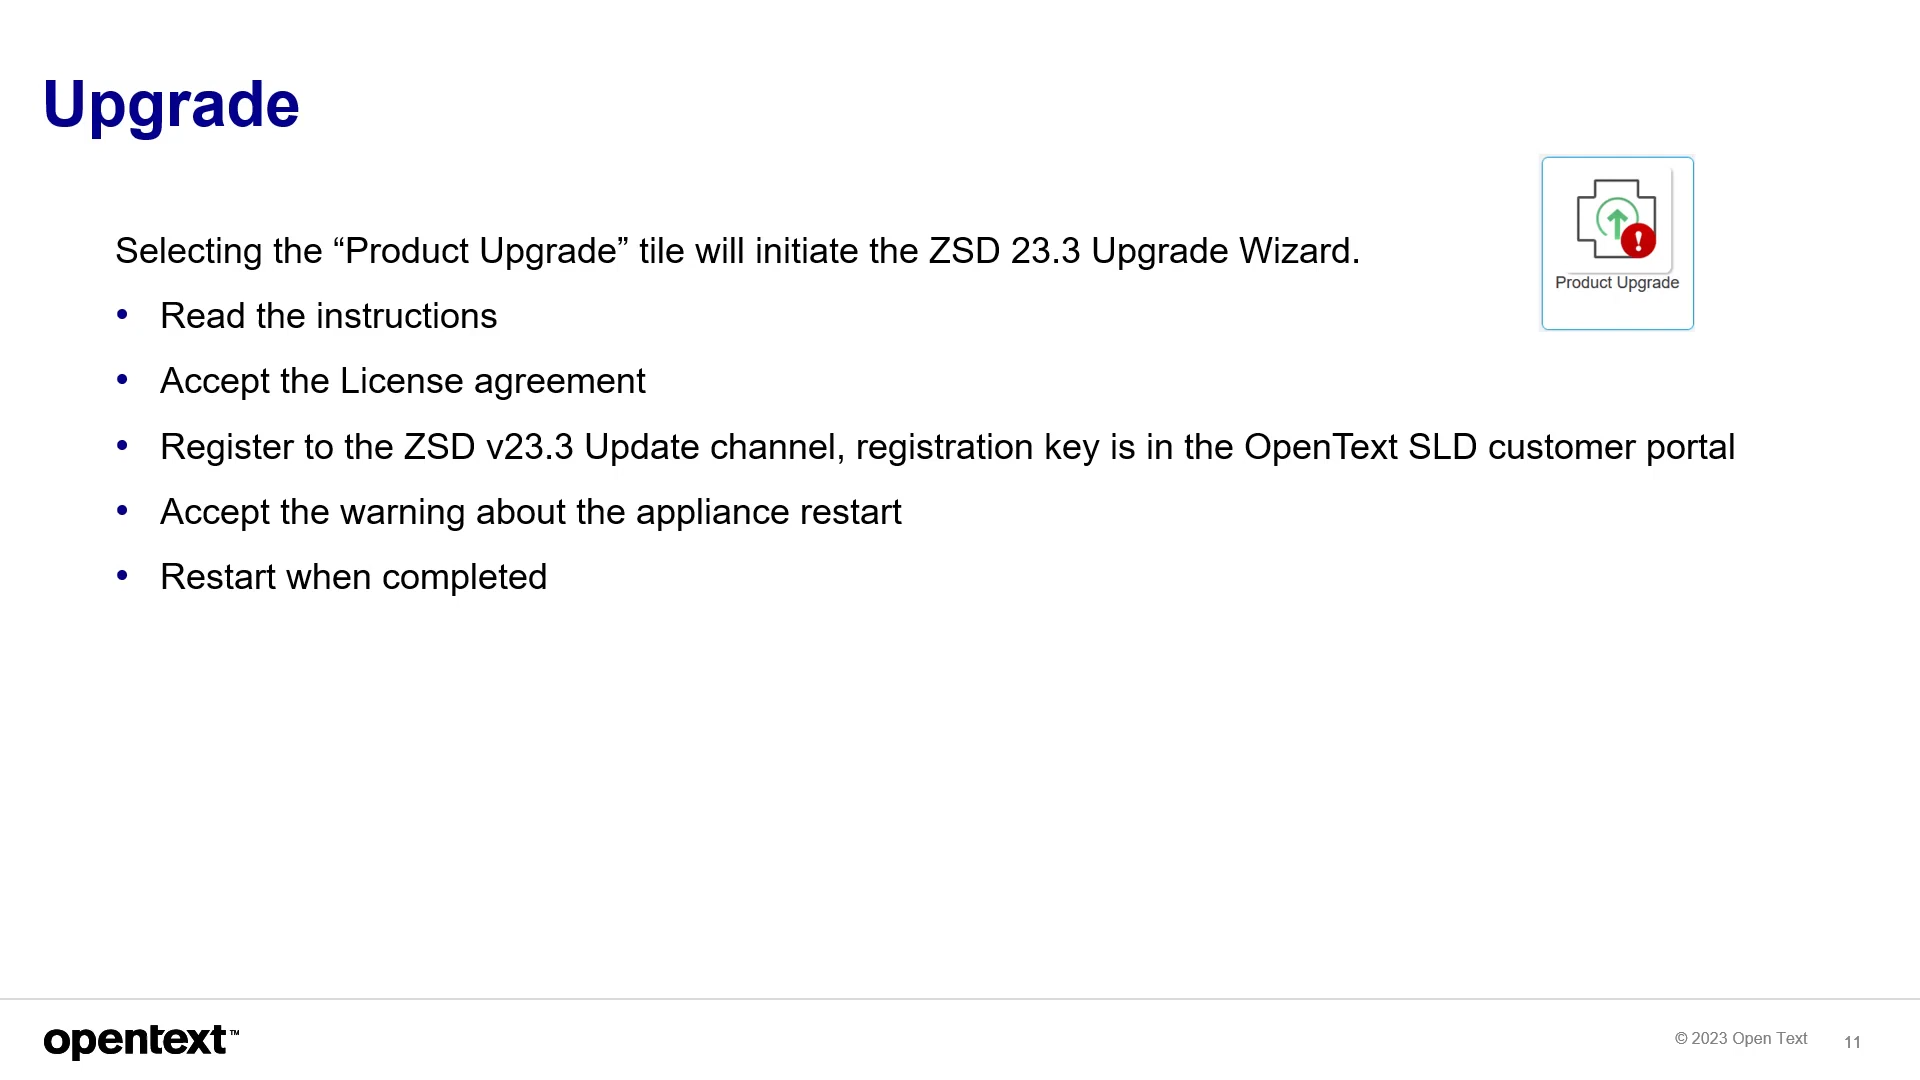 Upgrade
Selecting the “Product Upgrade” tile will initiate the ZSD 23.3 Upgrade Wizard.
• Read the instructions
• Accept the License agreement
• Register to the ZSD v23.3 Update channel, registration key is in the OpenText SLD customer portal
• Accept the warning about the appliance restart
• Restart when completed
!
Product Upgrade
opentext™
© 2023 Open Text
11